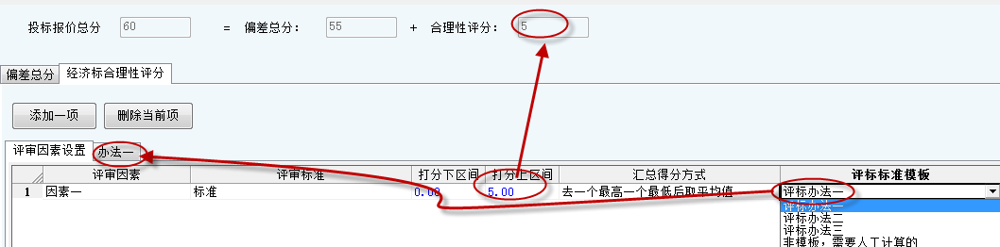 投标报价总分 60 = 偏差总分: 55 + 合理性评分: 5
偏差总分 经济标合理性评分
添加一项 删除当前项
评审因素设置 办法一
评审因素 评审标准 打分下区间 打分上区间 汇总得分方式 评标标准模板
1 因素一 标准 0.00 5.00 去一个最高一个最低后取平均值 评标办法一
评标办法一
评标办法二
评标办法三
非模板，需要人工计算的